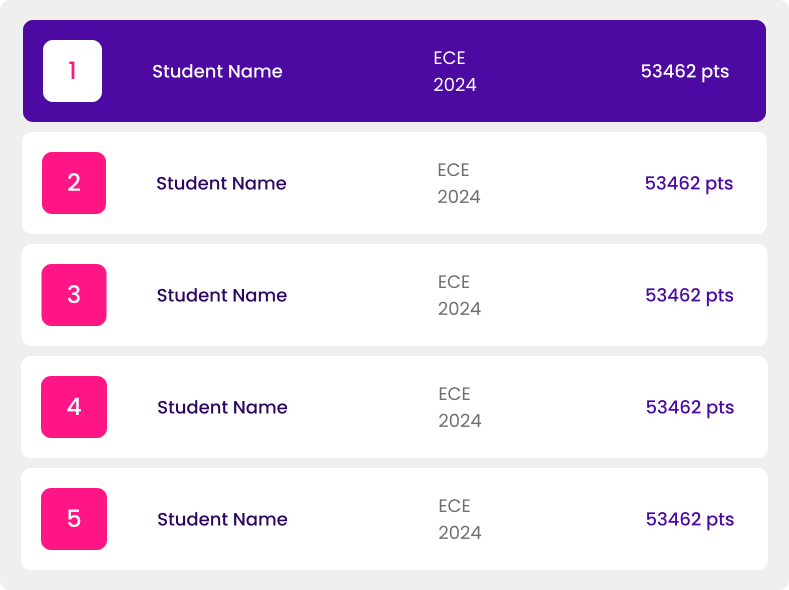 1 Student Name ECE 2024 53462 pts
2 Student Name ECE 2024 53462 pts
3 Student Name ECE 2024 53462 pts
4 Student Name ECE 2024 53462 pts
5 Student Name ECE 2024 53462 pts